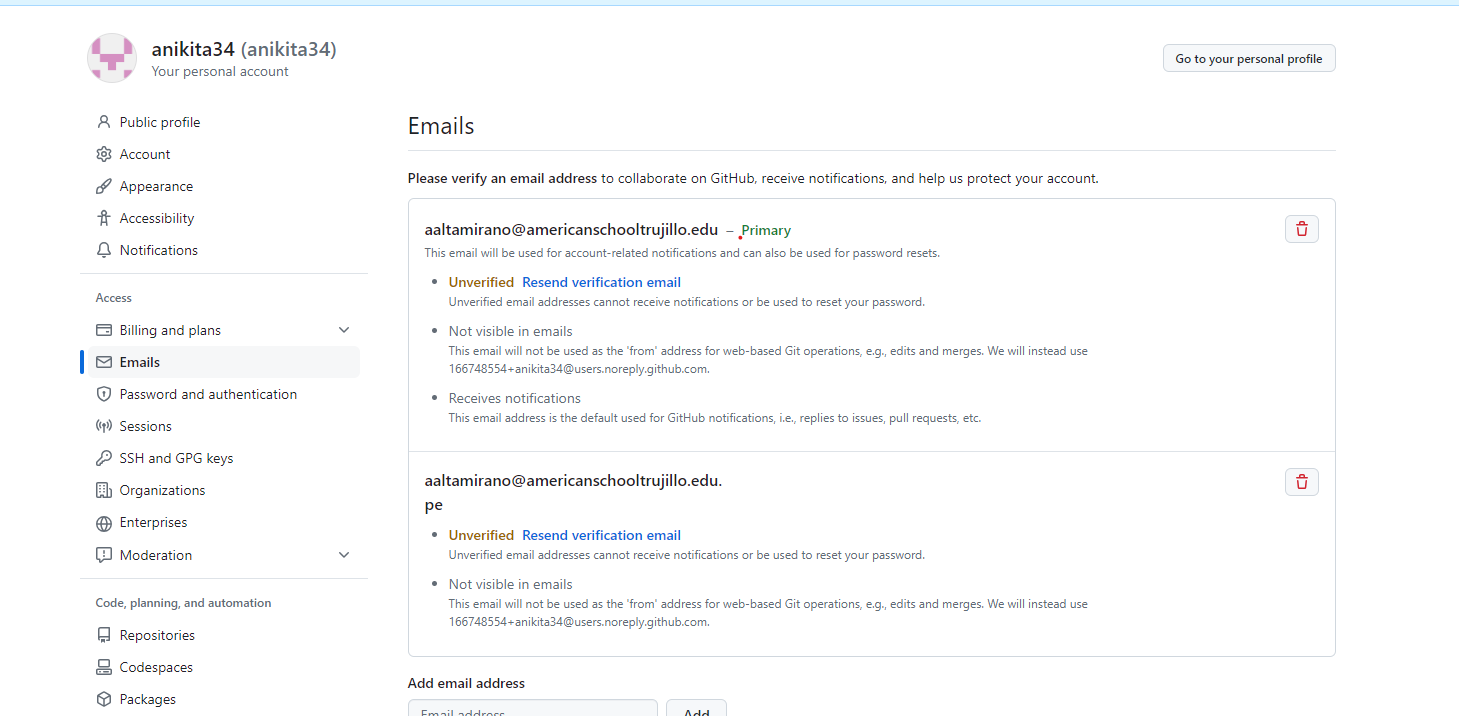 anikita34 (anikita34)
Your personal account
Go to your personal profile
Public profile
Account
Appearance
Accessibility
Notifications
Access
Billing and plans
Emails
Password and authentication
Sessions
SSH and GPG keys
Organizations
Enterprises
Moderation
Code, planning, and automation
Repositories
Codespaces
Packages
Emails
Please verify an email address to collaborate on GitHub, receive notifications, and help us protect your account.
aaltamirano@americanschooltrujillo.edu – Primary
This email will be used for account-related notifications and can also be used for password resets.
Unverified Resend verification email
Unverified email addresses cannot receive notifications or be used to reset your password.
Not visible in emails
This email will not be used as the 'from' address for web-based Git operations, e.g., edits and merges. We will instead use
166748554+anikita34@users.noreply.github.com.
Receives notifications
This email address is the default used for GitHub notifications, i.e., replies to issues, pull requests, etc.
aaltamirano@americanschooltrujillo.edu.
pe
Unverified Resend verification email
Unverified email addresses cannot receive notifications or be used to reset your password.
Not visible in emails
This email will not be used as the 'from' address for web-based Git operations, e.g., edits and merges. We will instead use
166748554+anikita34@users.noreply.github.com.
Add email address
Email address
Add